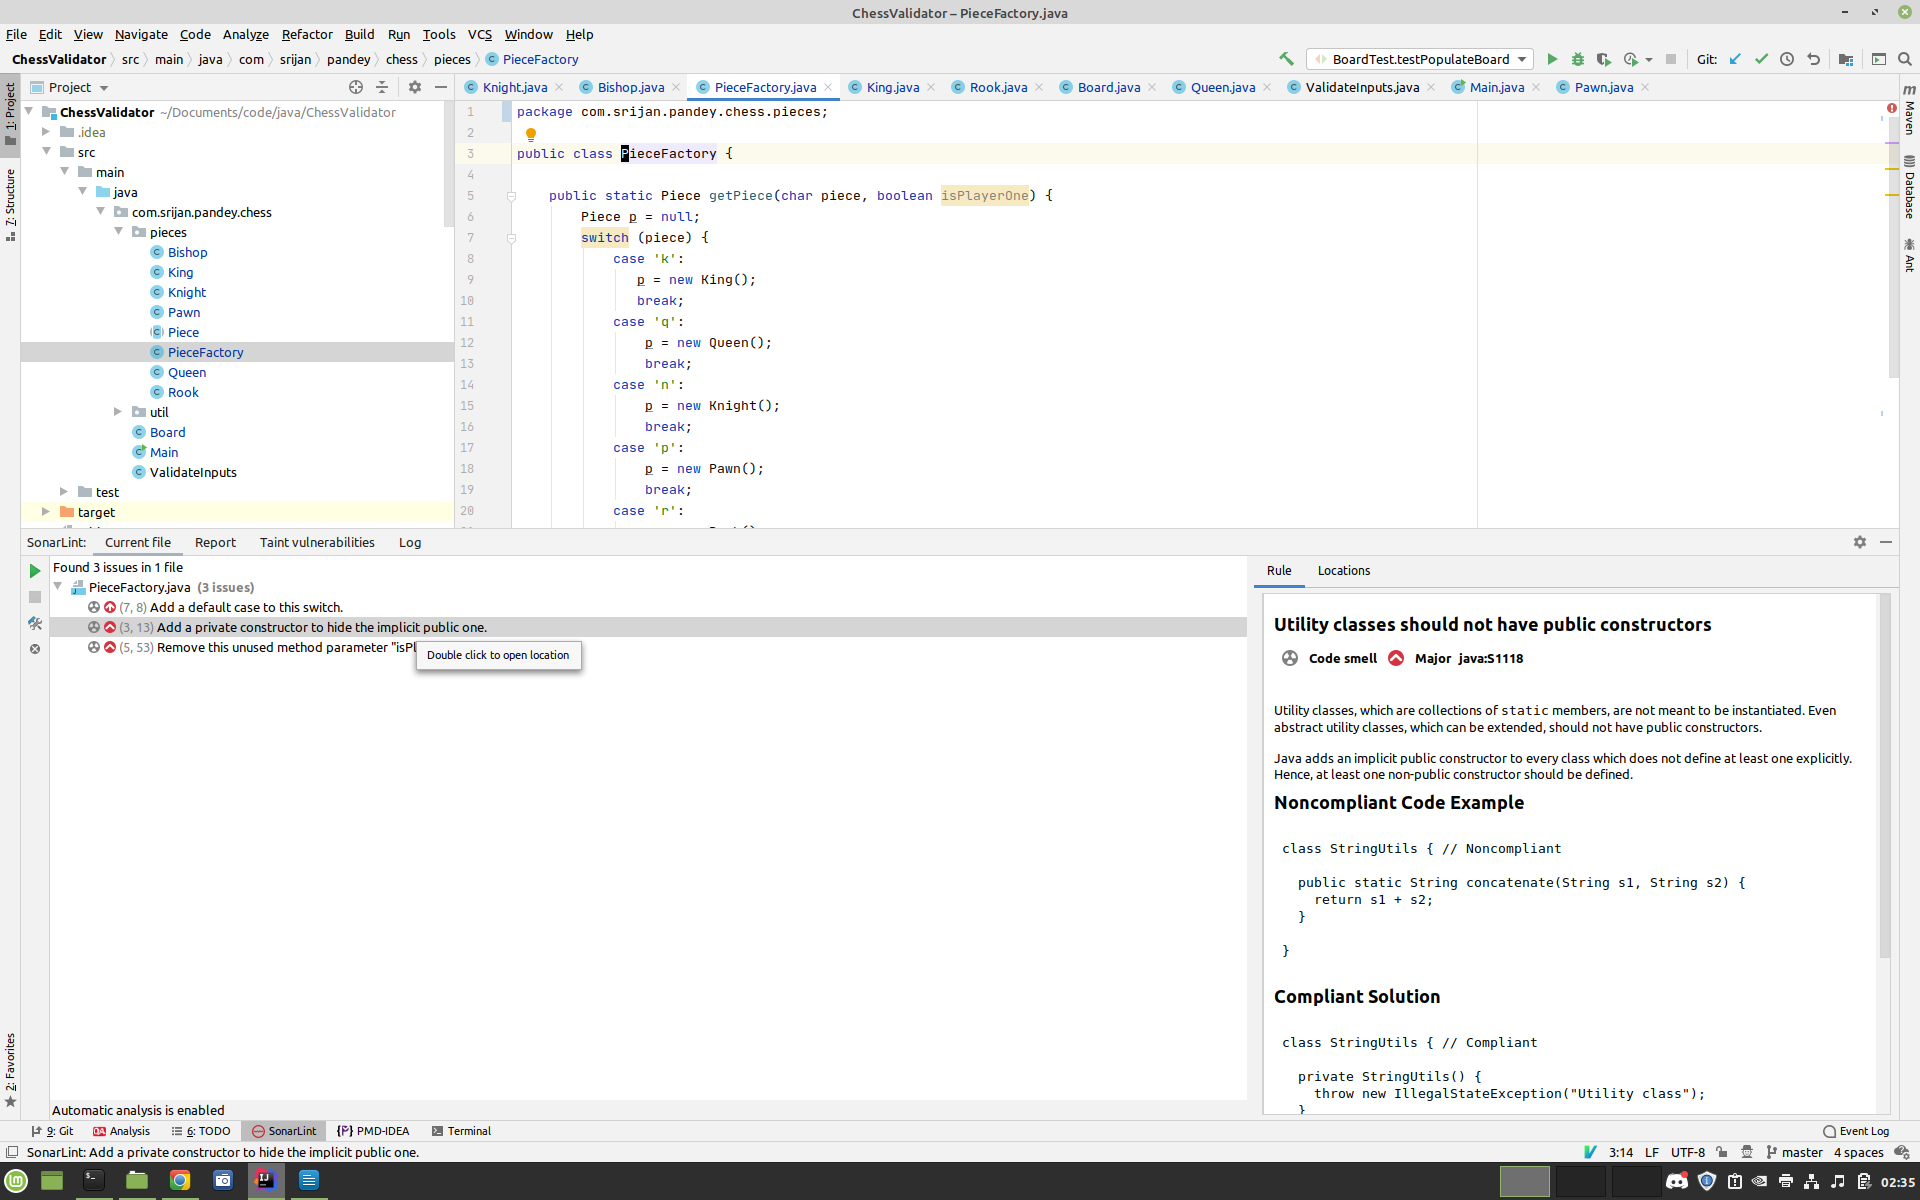 ChessValidator – PieceFactory.java
File Edit View Navigate Code Analyze Refactor Build Run Tools VCS Window Help
ChessValidator src main java com srijan pandey chess pieces PieceFactory
BoardTest.testPopulateBoard
Git:
1: Project
7: Structure
2: Favorites
Project
ChessValidator ~/Documents/code/java/ChessValidator
.idea
src
main
java
com.srijan.pandey.chess
pieces
Bishop
King
Knight
Pawn
Piece
PieceFactory
Queen
Rook
util
Board
Main
ValidateInputs
test
target
Knight.java Bishop.java PieceFactory.java King.java Rook.java Board.java Queen.java ValidateInputs.java Main.java Pawn.java
1 package com.srijan.pandey.chess.pieces;
2
3 public class PieceFactory {
4
5 public static Piece getPiece(char piece, boolean isPlayerOne) {
6 Piece p = null;
7 switch (piece) {
8 case 'k':
9 p = new King();
10 break;
11 case 'q':
12 p = new Queen();
13 break;
14 case 'n':
15 p = new Knight();
16 break;
17 case 'p':
18 p = new Pawn();
19 break;
20 case 'r':
m Maven
Database
Ant
SonarLint: Current file Report Taint vulnerabilities Log
Found 3 issues in 1 file
PieceFactory.java (3 issues)
(7, 8) Add a default case to this switch.
(3, 13) Add a private constructor to hide the implicit public one.
(5, 53) Remove this unused method parameter "isPl
Double click to open location
Automatic analysis is enabled
Rule Locations
Utility classes should not have public constructors
Code smell Major java:S1118
Utility classes, which are collections of static members, are not meant to be instantiated. Even
abstract utility classes, which can be extended, should not have public constructors.
Java adds an implicit public constructor to every class which does not define at least one explicitly.
Hence, at least one non-public constructor should be defined.
Noncompliant Code Example
class StringUtils { // Noncompliant
public static String concatenate(String s1, String s2) {
return s1 + s2;
}
}
Compliant Solution
class StringUtils { // Compliant
private StringUtils() {
throw new IllegalStateException("Utility class");
}
9: Git Analysis 6: TODO SonarLint PMD-IDEA Terminal Event Log
SonarLint: Add a private constructor to hide the implicit public one. 3:14 LF UTF-8 master 4 spaces
02:35